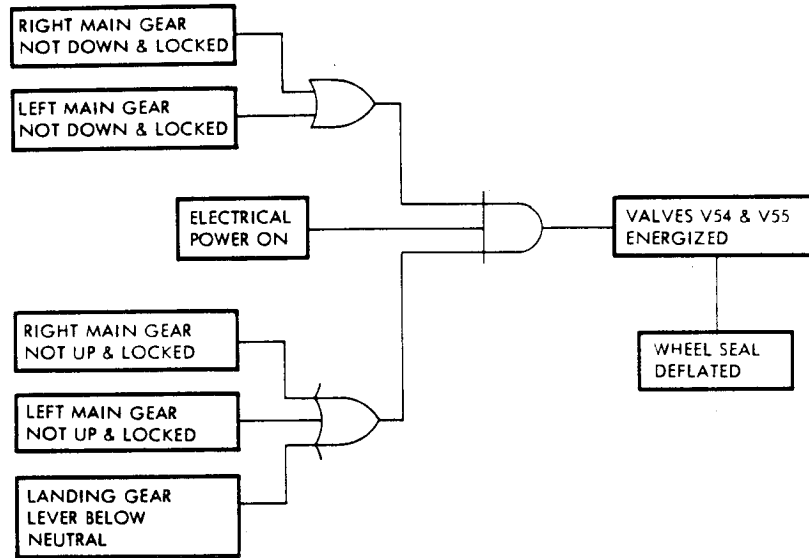 RIGHT MAIN GEAR
NOT DOWN & LOCKED
LEFT MAIN GEAR
NOT DOWN & LOCKED
ELECTRICAL
POWER ON
VALVES V54 & V55
ENERGIZED
RIGHT MAIN GEAR
NOT UP & LOCKED
WHEEL SEAL
DEFLATED
LEFT MAIN GEAR
NOT UP & LOCKED
LANDING GEAR
LEVER BELOW
NEUTRAL